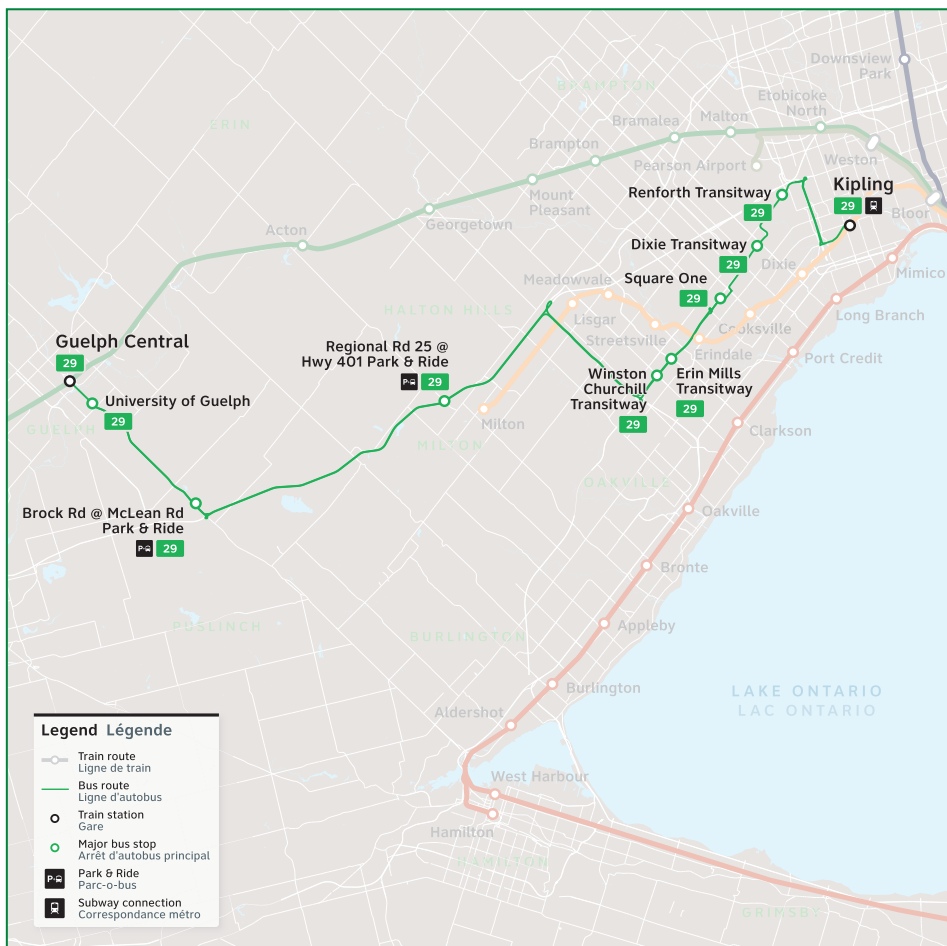 Downsview
Park
BRAMPTON
Etobicoke
North
Malton
Bramalea
ERIN
Brampton
Weston
Pearson Airport
Kipling
29
Renforth Transitway
29
Mount
Pleasant
Bloor
Georgetown
Acton
Dixie Transitway
29
Dixie
Mimico
Square One
29
Meadowvale
HALTON HILLS
Long Branch
Lisgar
Cooksville
Streetsville
Erindale
Guelph Central
29
Regional Rd 25 @
Hwy 401 Park & Ride
P 29
Port Credit
Winston
Churchill
Transitway
29
Erin Mills
Transitway
29
University of Guelph
29
GUELPH
Milton
MILTON
Clarkson
OAKVILLE
Brock Rd @ McLean Rd
Park & Ride
P 29
Oakville
Bronte
PUSLINCH
BURLINGTON
Appleby
Burlington
LAKE ONTARIO
LAC ONTARIO
Aldershot
West Harbour
Hamilton
HAMILTON
GRIMSBY
Legend Légende
Train route
Ligne de train
Bus route
Ligne d'autobus
Train station
Gare
Major bus stop
Arrêt d'autobus principal
P
Park & Ride
Parc-o-bus
Subway connection
Correspondance métro